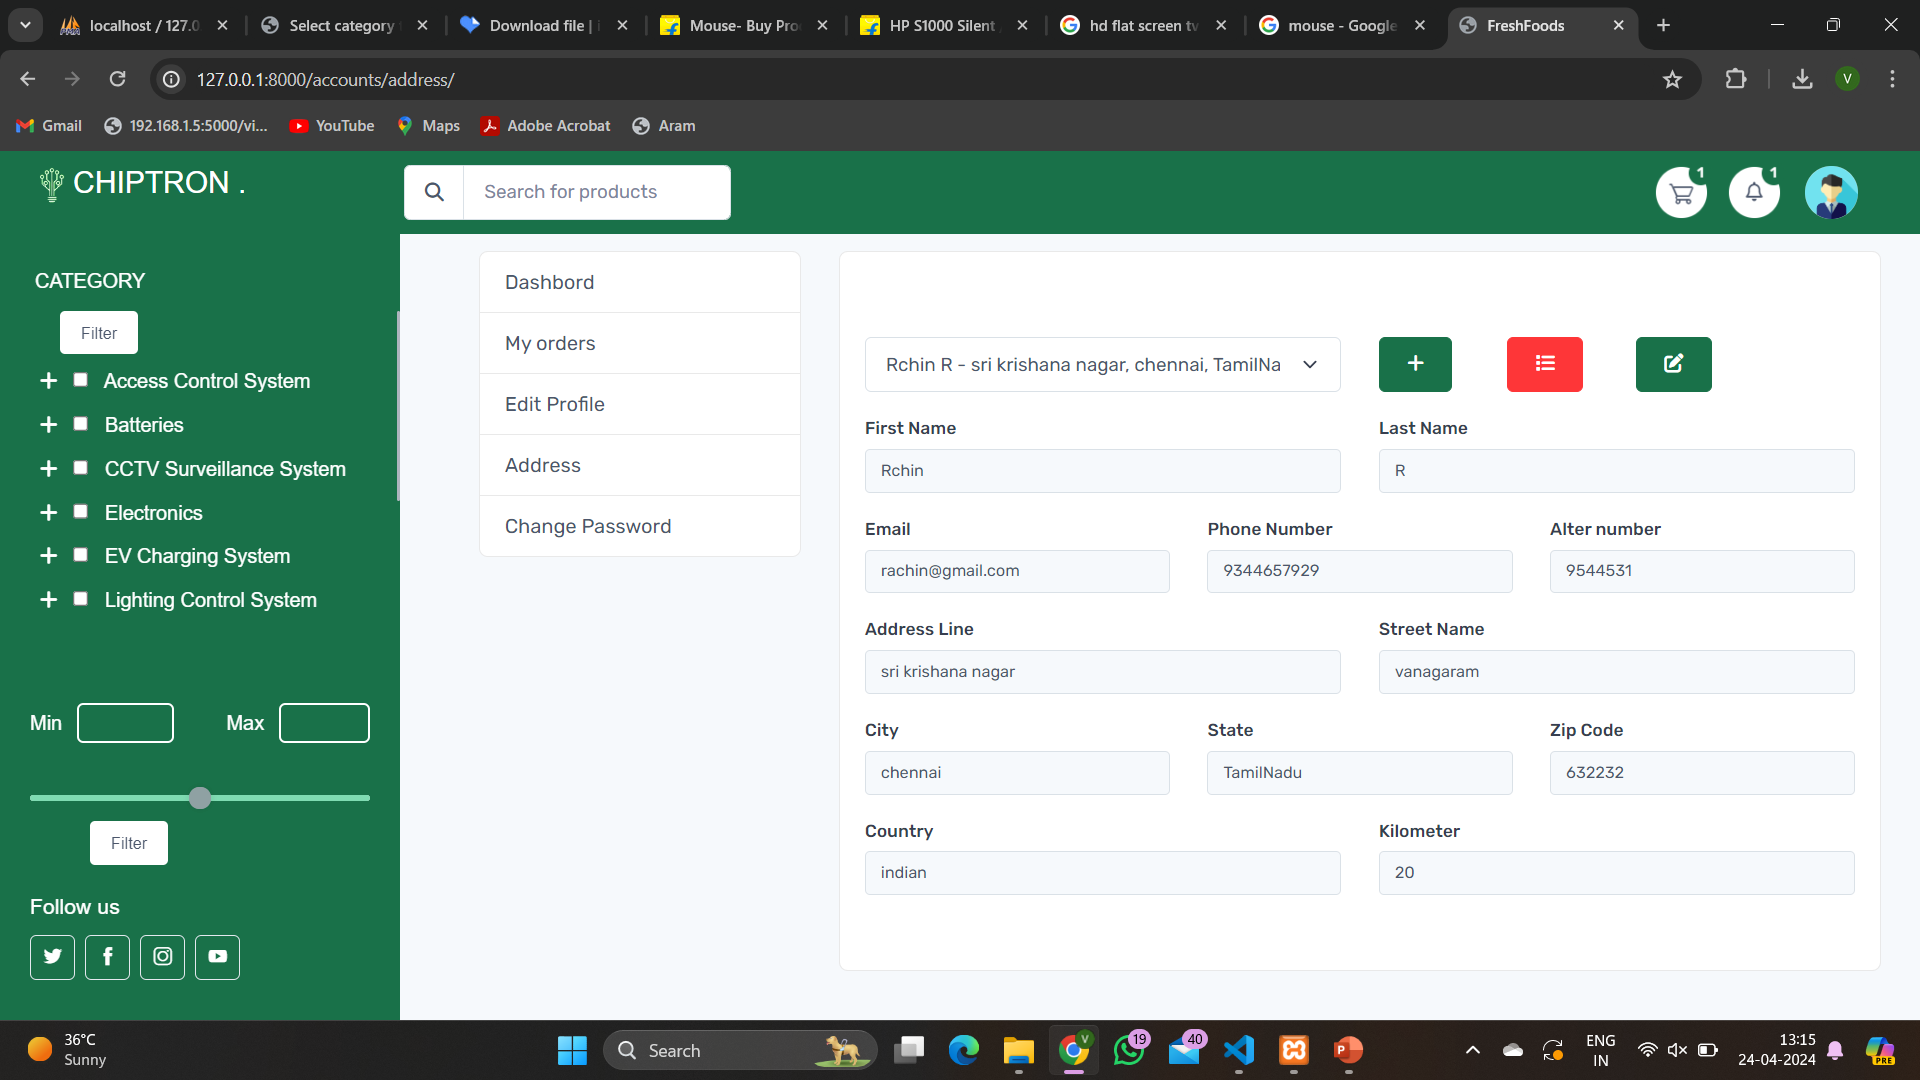 localhost / 127.0
Select category
Download file |
Mouse- Buy Pro
HP S1000 Silent
hd flat screen tv
mouse - Google
FreshFoods
127.0.0.1:8000/accounts/address/
V
Gmail
192.168.1.5:5000/vi...
YouTube
Maps
Adobe Acrobat
Aram
CHIPTRON .
Search for products
1
1
CATEGORY
Filter
Access Control System
Batteries
CCTV Surveillance System
Electronics
EV Charging System
Lighting Control System
Min
Max
Filter
Follow us
Dashbord
My orders
Edit Profile
Address
Change Password
Rchin R - sri krishana nagar, chennai, TamilNa
First Name
Last Name
Rchin
R
Email
Phone Number
Alter number
rachin@gmail.com
9344657929
9544531
Address Line
Street Name
sri krishana nagar
vanagaram
City
State
Zip Code
chennai
TamilNadu
632232
Country
Kilometer
indian
20
36°C
Sunny
Search
V
19
40
P
ENG
IN
13:15
24-04-2024
PRE